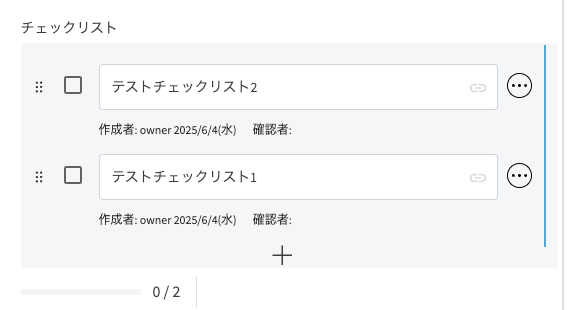 チェックリスト
テストチェックリスト2
作成者: owner 2025/6/4(水) 確認者:
テストチェックリスト1
作成者: owner 2025/6/4(水) 確認者:
0 / 2